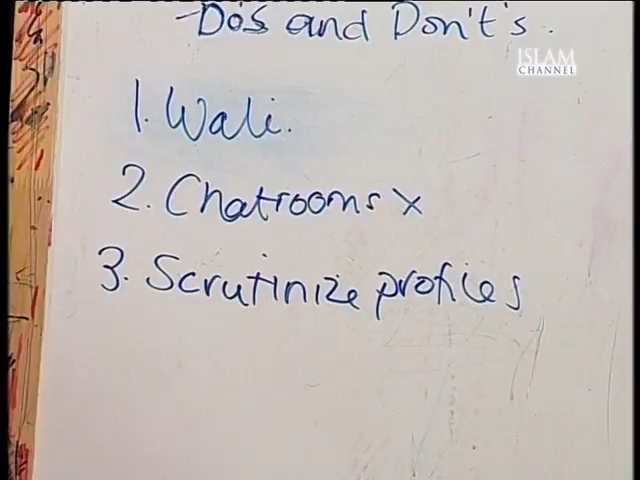 Do's and Don't's.
ISLAM
CHANNEL
1. Wali.
2. Chatrooms x
3. Scrutinize profiles